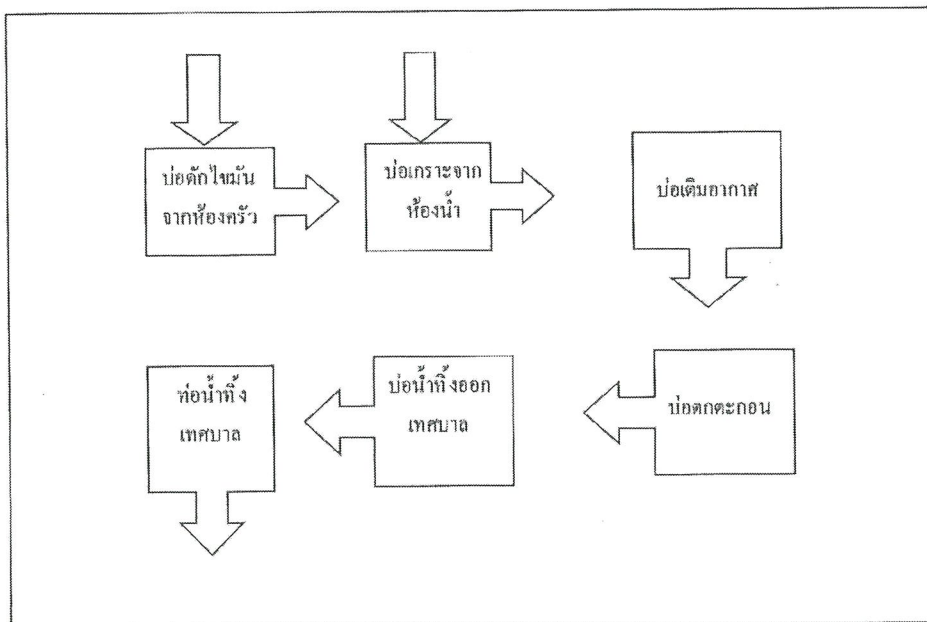 บ่อดักไขมัน
จากห้องครัว
บ่อเกราะจาก
ห้องน้ำ
บ่อเติมอากาศ
บ่อตกตะกอน
บ่อน้ำทิ้งออก
เทศบาล
ท่อน้ำทิ้ง
เทศบาล